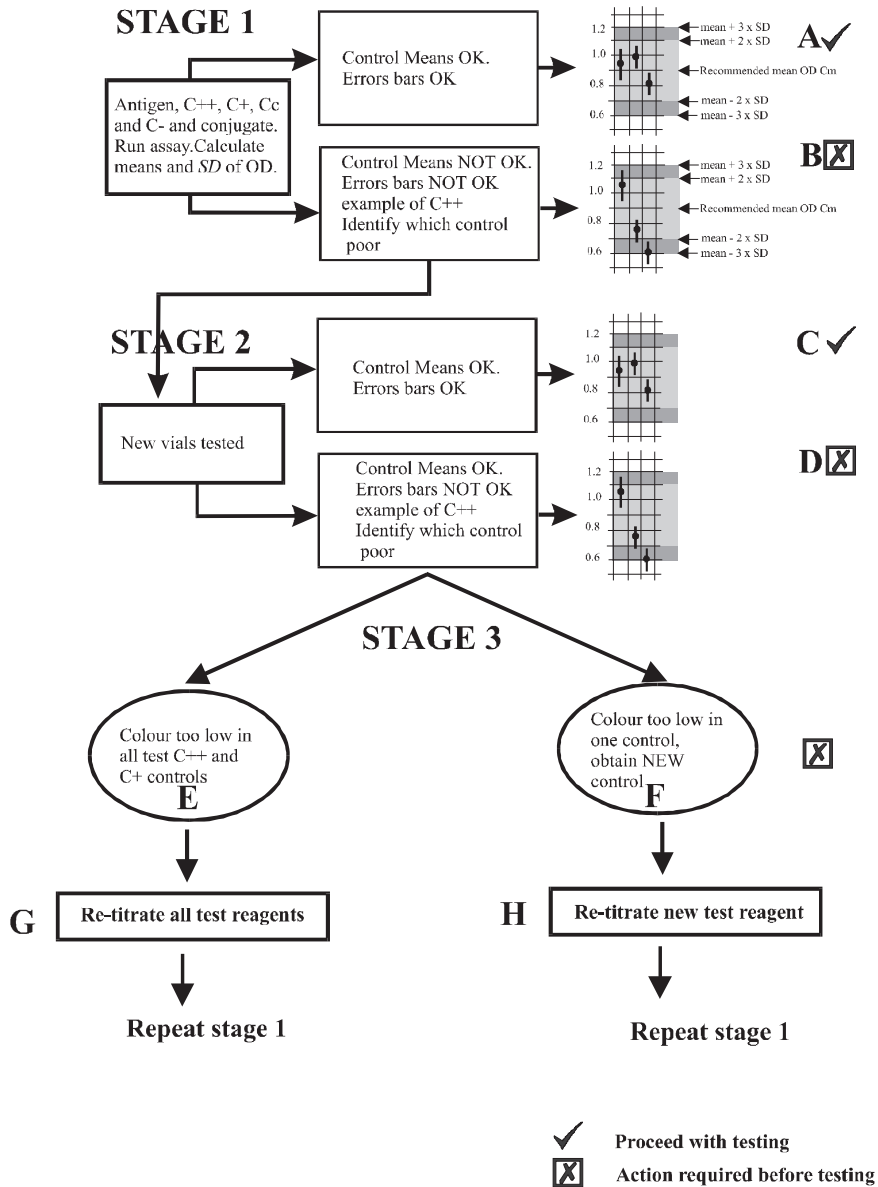 STAGE 1
Control Means OK.
Errors bars OK
Antigen, C++, C+, Cc
and C- and conjugate.
Run assay.Calculate
means and SD of OD.
1.2
1.0
0.8
0.6
mean + 3 x SD
mean + 2 x SD
Recommended mean OD Cm
mean - 2 x SD
mean - 3 x SD
A
Control Means NOT OK.
Errors bars NOT OK
example of C++
Identify which control
poor
1.2
1.0
0.8
0.6
mean + 3 x SD
mean + 2 x SD
Recommended mean OD Cm
mean - 2 x SD
mean - 3 x SD
B
STAGE 2
Control Means OK.
Errors bars OK
1.2
1.0
0.8
0.6
C
New vials tested
Control Means OK.
Errors bars NOT OK
example of C++
Identify which control
poor
1.2
1.0
0.8
0.6
D
STAGE 3
Colour too low in
all test C++ and
C+ controls
E
Colour too low in
one control,
obtain NEW
control
F
G
Re-titrate all test reagents
H
Re-titrate new test reagent
Repeat stage 1
Repeat stage 1
Proceed with testing
Action required before testing